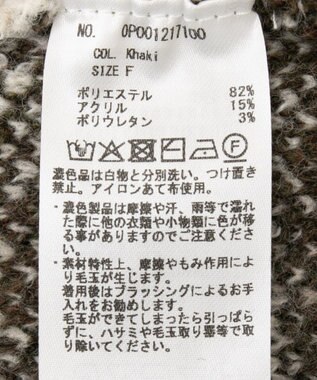 NO. 0P001217100
COL. Khaki
SIZE F
ポリエステル 82%
アクリル 15%
ポリウレタン 3%
濃色品は白物と分別洗い。つけ置き
禁止。アイロンあて布使用。
・濃色製品は摩擦や汗、雨等で濡れ
た際に他の衣類や小物類に色が移
る事がありますのでご注意くださ
い。
・素材特性上、摩擦やもみ作用によ
り毛玉が生じます。
着用後はブラッシングによるお手
入れをお勧めします。
毛玉ができてしまったら引っぱら
ずに、ハサミや毛玉取り器等で取
り除いてください。